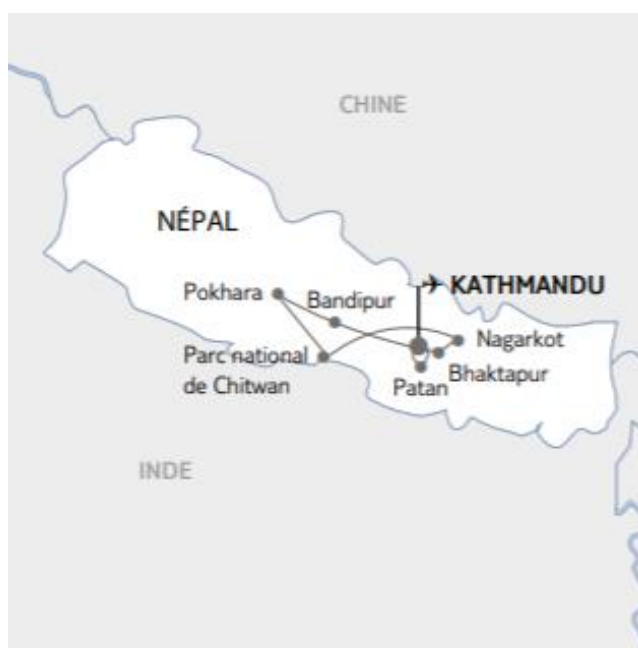 CHINE
NÉPAL
KATHMANDU
Pokhara
Bandipur
Nagarkot
Parc national
de Chitwan
Bhaktapur
Patan
INDE